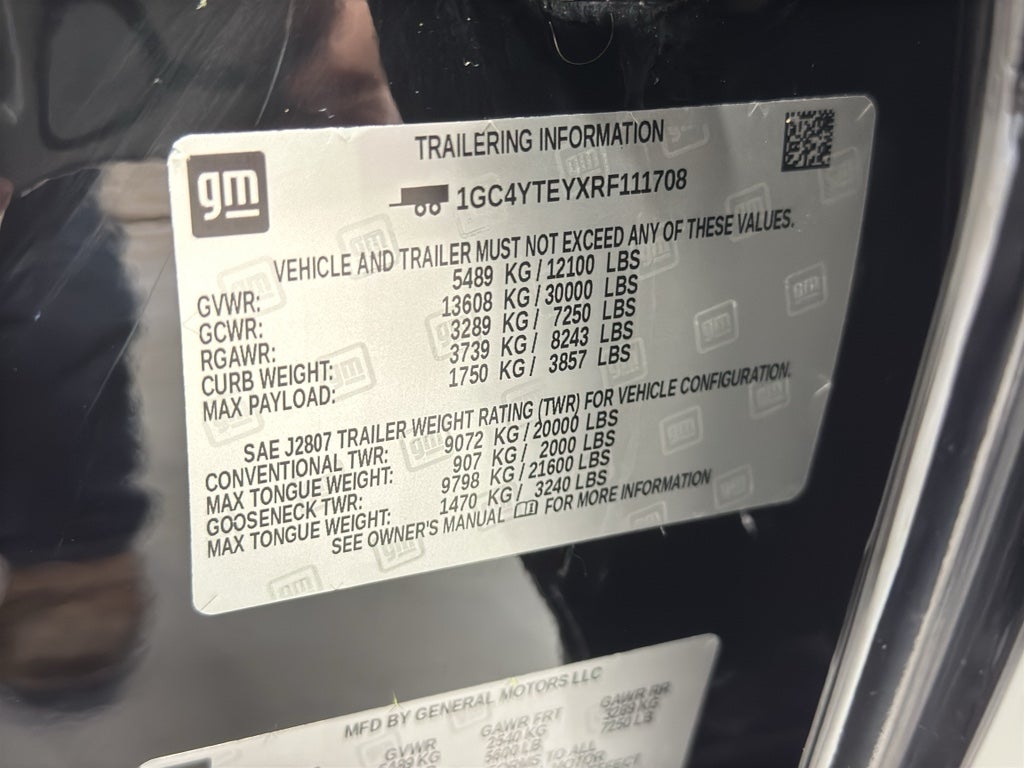 gm
TRAILERING INFORMATION
1GC4YTEYXRF111708
VEHICLE AND TRAILER MUST NOT EXCEED ANY OF THESE VALUES.
GVWR: 5489 KG / 12100 LBS
GCWR: 13608 KG / 30000 LBS
RGAWR: 3289 KG / 7250 LBS
CURB WEIGHT: 3739 KG / 8243 LBS
MAX PAYLOAD: 1750 KG / 3857 LBS
SAE J2807 TRAILER WEIGHT RATING (TWR) FOR VEHICLE CONFIGURATION.
CONVENTIONAL TWR: 9072 KG / 20000 LBS
MAX TONGUE WEIGHT: 907 KG / 2000 LBS
GOOSENECK TWR: 9798 KG / 21600 LBS
MAX TONGUE WEIGHT: 1470 KG / 3240 LBS
SEE OWNER'S MANUAL FOR MORE INFORMATION
MFD BY GENERAL MOTORS LLC
GVWR GAWR FRT GAWR RR
5489 KG 2540 KG 3289 KG
5600 LB 7250 LB
TO ALL
MOTOR